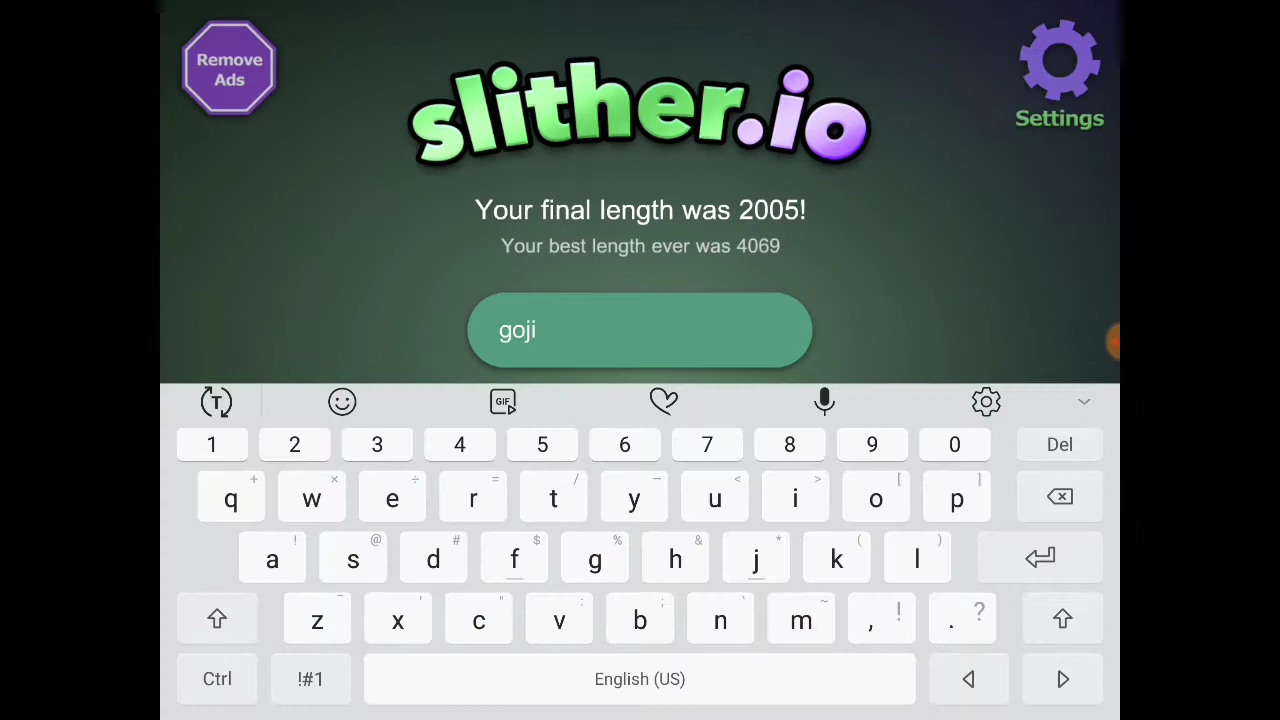 Remove
Ads
slither.io
Settings
Your final length was 2005!
Your best length ever was 4069
goji
T GIF
1 2 3 4 5 6 7 8 9 0 Del
+ × ÷ = / – < > [ ]
q w e r t y u i o p
! @ # $ % & * ( )
a s d f g h j k l
- ' " : ; ` ~ ! ?
z x c v b n m , .
Ctrl !#1 English (US)